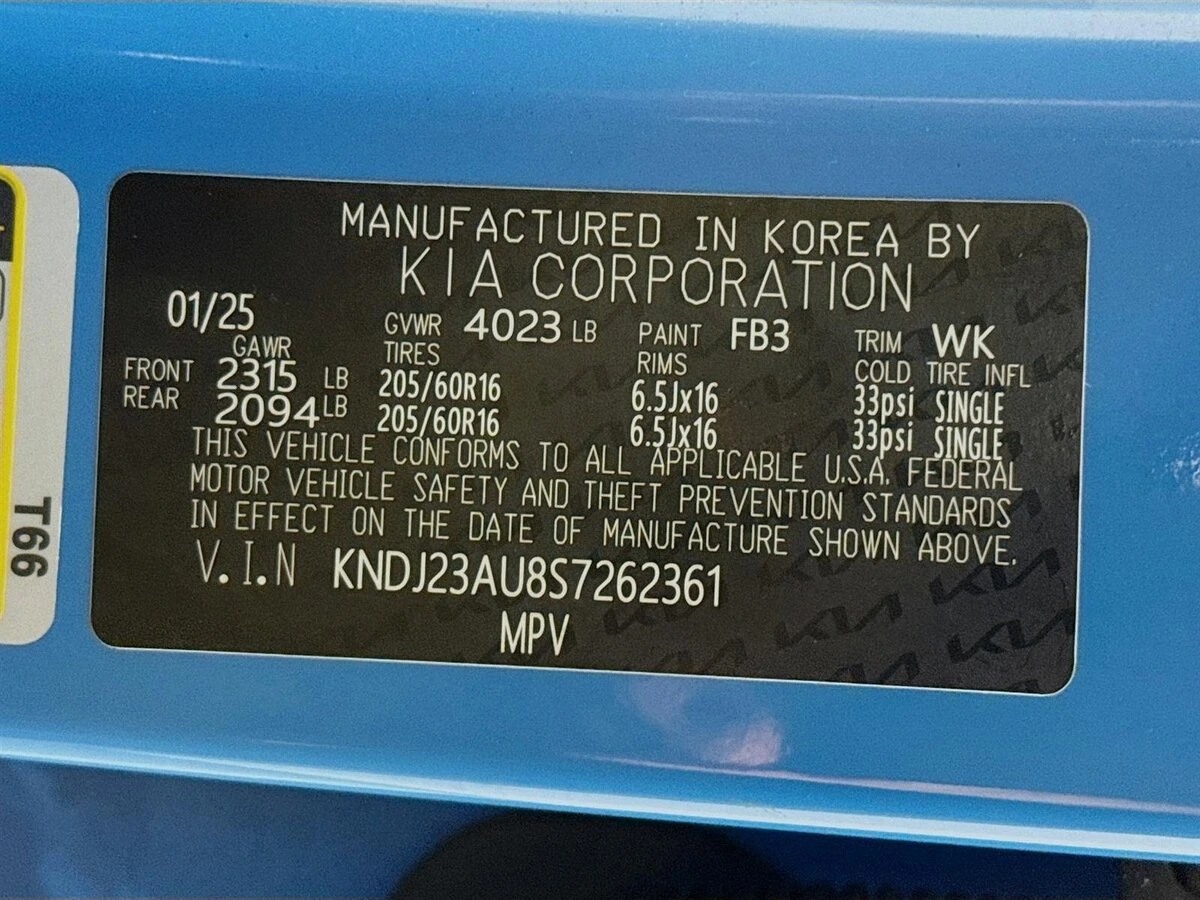 MANUFACTURED IN KOREA BY
KIA CORPORATION
01/25 GVWR 4023 LB PAINT FB3 TRIM WK
GAWR TIRES RIMS COLD TIRE INFL
FRONT 2315 LB 205/60R16 6.5Jx16 33psi SINGLE
REAR 2094 LB 205/60R16 6.5Jx16 33psi SINGLE
THIS VEHICLE CONFORMS TO ALL APPLICABLE U.S.A. FEDERAL
MOTOR VEHICLE SAFETY AND THEFT PREVENTION STANDARDS
IN EFFECT ON THE DATE OF MANUFACTURE SHOWN ABOVE.
V.I.N KNDJ23AU8S7262361
MPV
T66